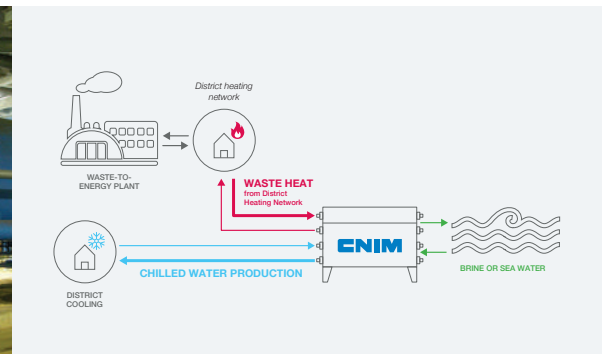 District heating
network
WASTE-TO-
ENERGY PLANT
WASTE HEAT
from District
Heating Network
CNIM
CHILLED WATER PRODUCTION
BRINE OR SEA WATER
DISTRICT
COOLING